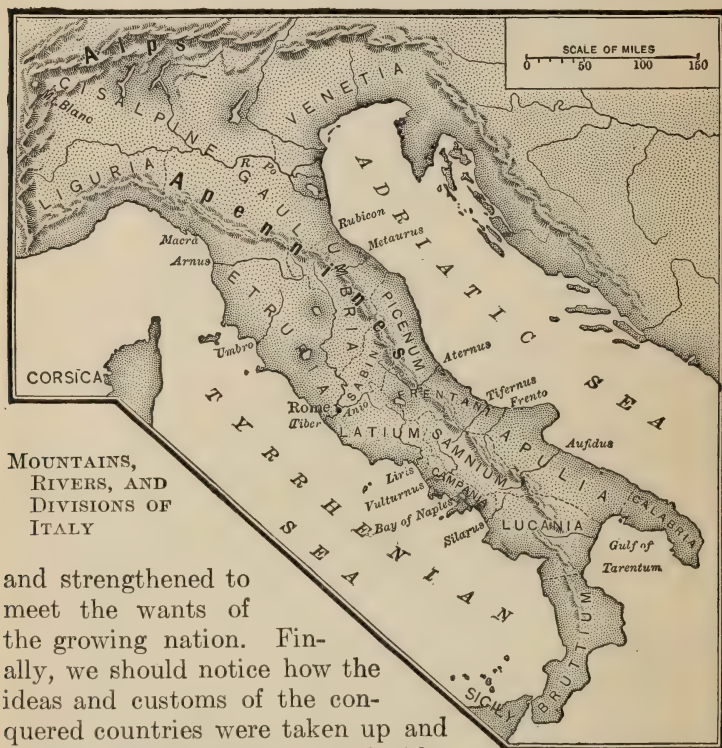 SCALE OF MILES
0 50 100 150
Alps
Mt. Blanc
CISALPINE GAUL
VENETIA
LIGURIA
R. Po
Apennines
ADRIATIC SEA
Rubicon
Metaurus
Macra
Arnus
ETRURIA
UMBRIA
PICENUM
SABINI
Umbro
CORSICA
Aternus
Tifernus
Frento
FRENTANI
Rome
Tiber
Anio
LATIUM
SAMNIUM
APULIA
Aufidus
Liris
Vulturnus
CAMPANIA
Bay of Naples
Silarus
LUCANIA
CALABRIA
Gulf of
Tarentum
TYRRHENIAN
SEA
BRUTTIUM
SICILY
MOUNTAINS,
RIVERS, AND
DIVISIONS OF
ITALY
and strengthened to
meet the wants of
the growing nation. Fin-
ally, we should notice how the
ideas and customs of the con-
quered countries were taken up and